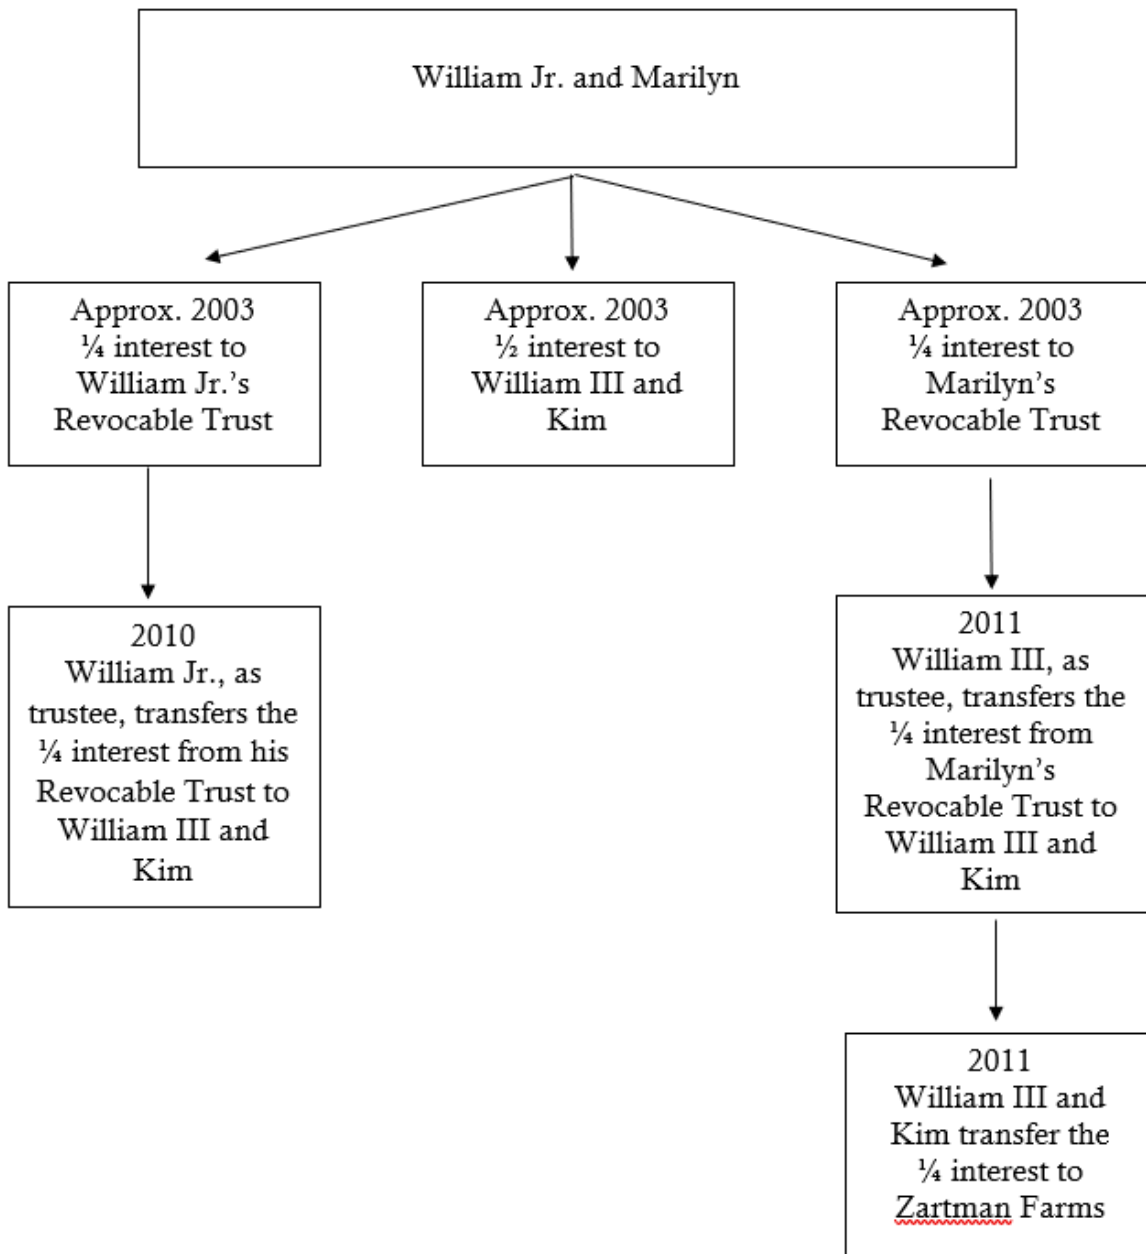 William Jr. and Marilyn
Approx. 2003
¼ interest to
William Jr.’s
Revocable Trust
Approx. 2003
½ interest to
William III and
Kim
Approx. 2003
¼ interest to
Marilyn’s
Revocable Trust
2010
William Jr., as
trustee, transfers the
¼ interest from his
Revocable Trust to
William III and
Kim
2011
William III, as
trustee, transfers the
¼ interest from
Marilyn’s
Revocable Trust to
William III and
Kim
2011
William III and
Kim transfer the
¼ interest to
Zartman Farms